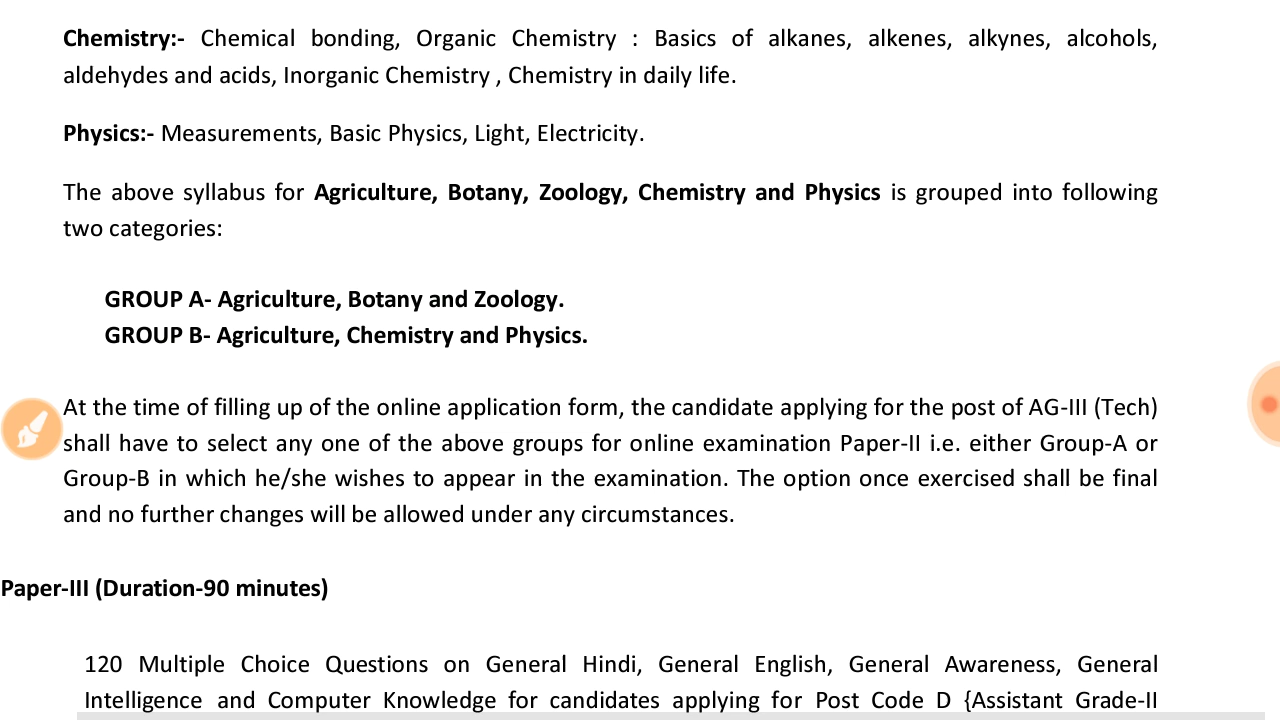 Chemistry:- Chemical bonding, Organic Chemistry : Basics of alkanes, alkenes, alkynes, alcohols,
aldehydes and acids, Inorganic Chemistry , Chemistry in daily life.
Physics:- Measurements, Basic Physics, Light, Electricity.
The above syllabus for Agriculture, Botany, Zoology, Chemistry and Physics is grouped into following
two categories:
GROUP A- Agriculture, Botany and Zoology.
GROUP B- Agriculture, Chemistry and Physics.
At the time of filling up of the online application form, the candidate applying for the post of AG-III (Tech)
shall have to select any one of the above groups for online examination Paper-II i.e. either Group-A or
Group-B in which he/she wishes to appear in the examination. The option once exercised shall be final
and no further changes will be allowed under any circumstances.
Paper-III (Duration-90 minutes)
120 Multiple Choice Questions on General Hindi, General English, General Awareness, General
Intelligence and Computer Knowledge for candidates applying for Post Code D {Assistant Grade-II